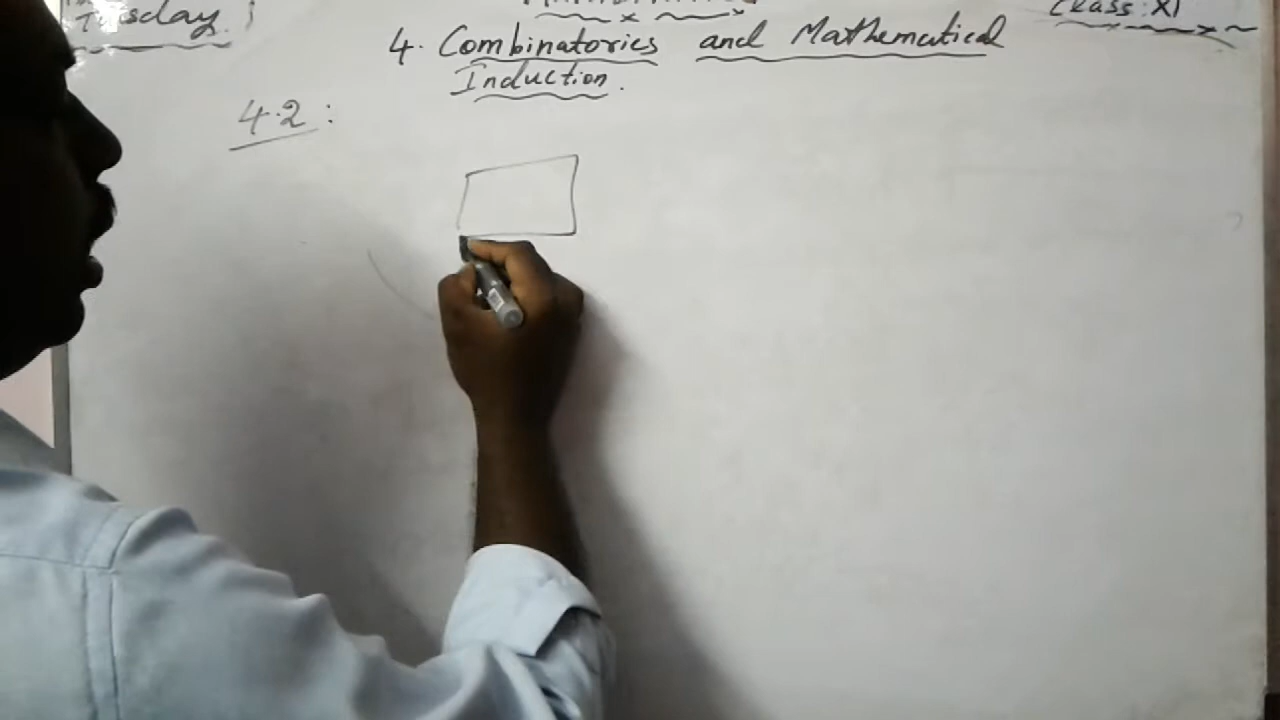 Tuesday.
Class: XI
4. Combinatorics and Mathematical
Induction.
4.2 :